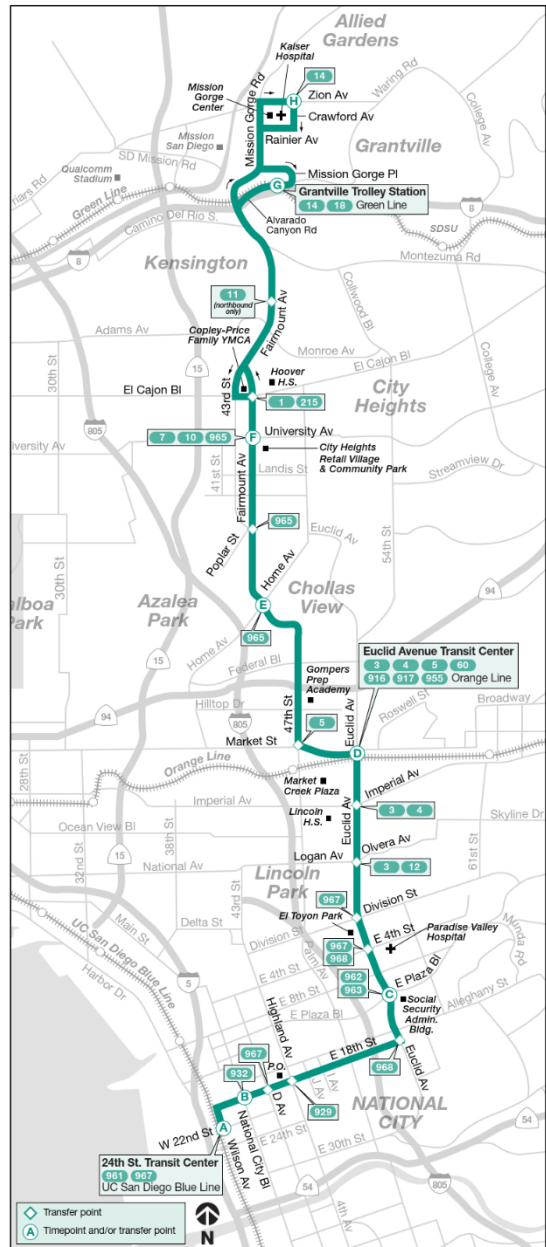 Allied
Gardens
Kaiser
Hospital
14
Mission
Gorge
Center
H
Zion Av
Waring Rd
College Av
Mission Gorge Rd
Crawford Av
Rainier Av
Grantville
Mission
San Diego
SD Mission Rd
Qualcomm
Stadium
Friars Rd
Mission Gorge Pl
G
Grantville Trolley Station
14 18 Green Line
Green Line
8
Alvarado
Canyon Rd
SDSU
Camino Del Rio S.
Montezuma Rd
8
Kensington
Collwood Bl
11
(northbound
only)
Fairmount Av
Adams Av
Copley-Price
Family YMCA
Monroe Av
College Av
30th St
15
Hoover
H.S.
El Cajon Bl
El Cajon Bl
43rd St
City
Heights
1 215
805
7 10 965
F
University Av
University Av
City Heights
Retail Village
& Community Park
Landis St
41st St
Streamview Dr
Fairmount Av
54th St
965
Poplar St
Euclid Av
30th St
Home Av
94
Chollas
View
Azalea
Park
E
Balboa
Park
965
Home Av
Federal Bl
15
Gompers
Prep
Academy
Euclid Avenue Transit Center
3 4 5 60
916 917 955 Orange Line
Hilltop Dr
47th St
Euclid Av
Roswell St
Broadway
94
805
5
Market St
D
28th St
Orange Line
Market
Creek Plaza
Imperial Av
Imperial Av
Euclid Av
3 4
Skyline Dr
Lincoln
H.S.
Ocean View Bl
38th St
32nd St
15
Olvera Av
61st St
National Av
Logan Av
3 12
Lincoln
Park
43rd St
967
Division St
Main St
Delta St
El Toyon Park
Division St
E 4th St
Paradise Valley
Hospital
967
968
UC San Diego Blue Line
Harbor Dr
Palm Av
Munda Rd
5
E 4th St
962
963
C
E Plaza Bl
E 8th St
Social
Security
Admin.
Bldg.
Alleghany St
Highland Av
E Plaza Bl
E 18th St
967
P.O.
Euclid Av
932
968
J Av
I Av
B
D Av
929
NATIONAL
CITY
W 22nd St
A
National City Bl
E 24th St
24th St. Transit Center
961 967
UC San Diego Blue Line
Wilson Av
E 30th St
54
805
4th Av
54
Transfer point
A Timepoint and/or transfer point
N